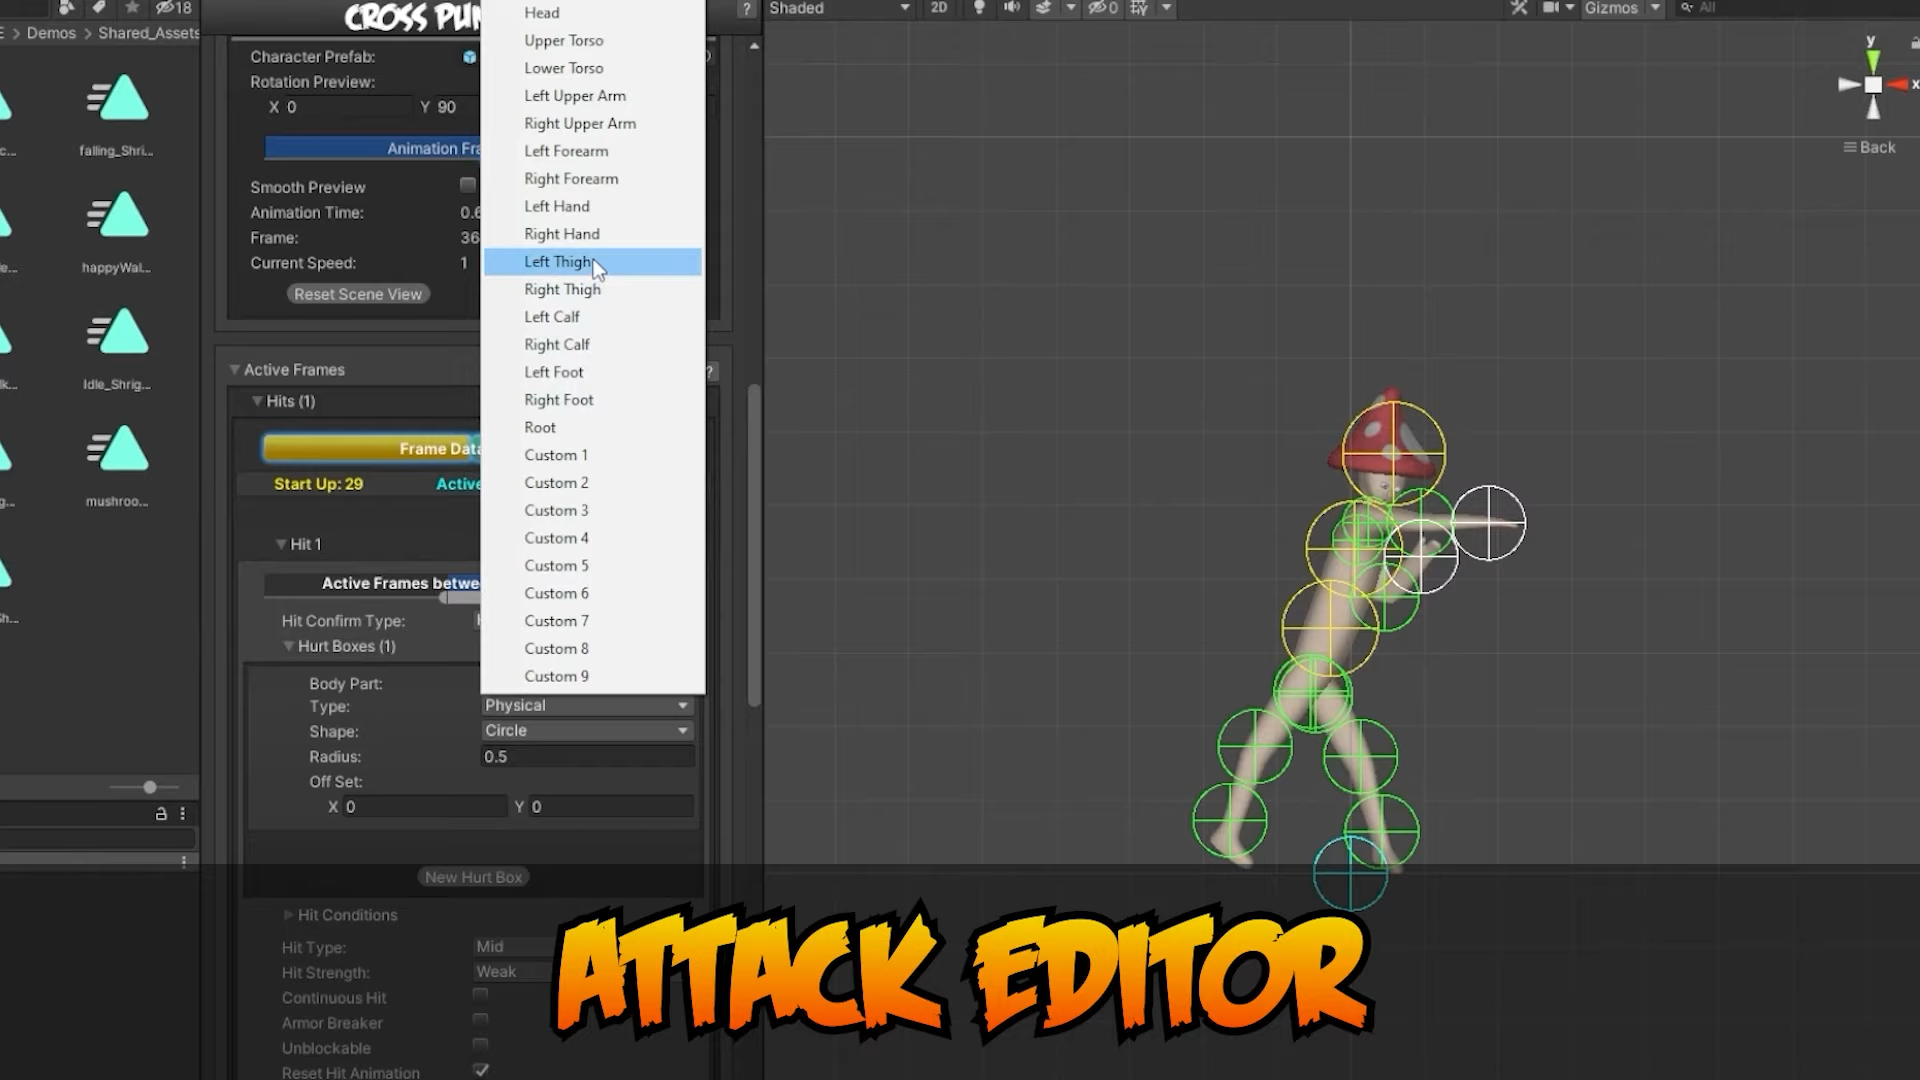 18
Demos > Shared_Assets
falling_Shri...
happyWal...
Idle_Shrig...
mushroo...
CROSS PUN
?
Character Prefab:
Rotation Preview:
X 0 Y 90
Animation Fra
Smooth Preview
Animation Time: 0.6
Frame: 36
Current Speed: 1
Reset Scene View
Active Frames
?
Hits (1)
Frame Data
Start Up: 29 Active
Hit 1
Active Frames betwe
Hit Confirm Type:
Hurt Boxes (1)
Body Part:
Type: Physical
Shape: Circle
Radius: 0.5
Off Set:
X 0 Y 0
New Hurt Box
Hit Conditions
Hit Type: Mid
Hit Strength: Weak
Continuous Hit
Armor Breaker
Unblockable
Reset Hit Animation
Head
Upper Torso
Lower Torso
Left Upper Arm
Right Upper Arm
Left Forearm
Right Forearm
Left Hand
Right Hand
Left Thigh
Right Thigh
Left Calf
Right Calf
Left Foot
Right Foot
Root
Custom 1
Custom 2
Custom 3
Custom 4
Custom 5
Custom 6
Custom 7
Custom 8
Custom 9
Shaded 2D 0 Gizmos All
y
x
Back
ATTACK EDITOR